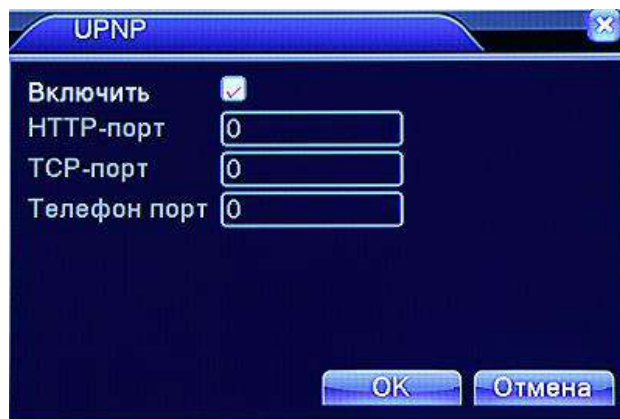 UPNP
Включить
HTTP-порт 0
TCP-порт 0
Телефон порт 0
OK Отмена